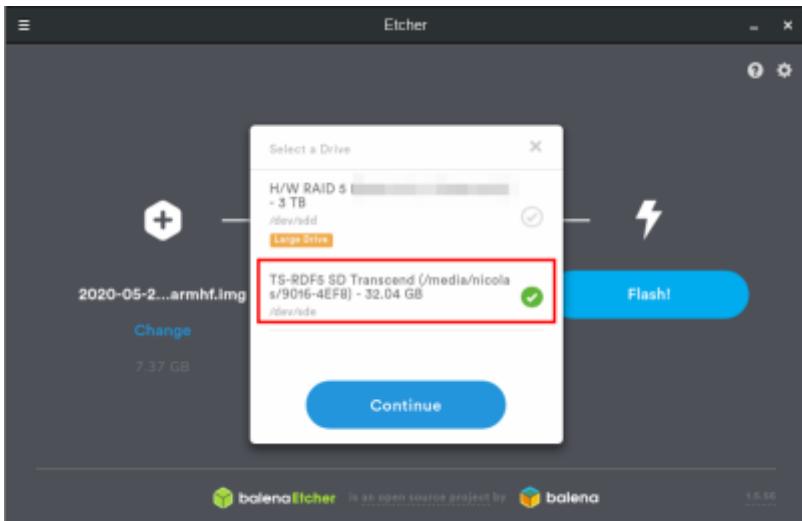 Etcher
Select a Drive
H/W RAID 5
- 3 TB
/dev/sdd
Large Drive
TS-RDF5 SD Transcend (/media/nicola
s/9016-4EF8) - 32.04 GB
/dev/sde
2020-05-2...armhf.img
Flash!
Change
7.37 GB
Continue
balenaEtcher is an open source project by balena